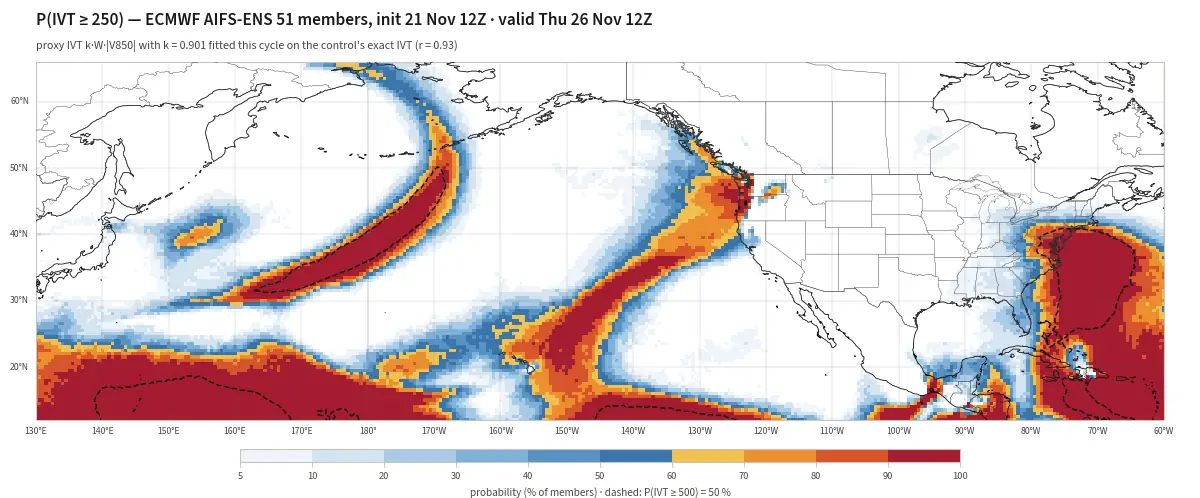 P(IVT ≥ 250) — ECMWF AIFS-ENS 51 members, init 21 Nov 12Z · valid Thu 26 Nov 12Z
proxy IVT k·W·|V850| with k = 0.901 fitted this cycle on the control's exact IVT (r = 0.93)
60°N
50°N
40°N
30°N
20°N
130°E 140°E 150°E 160°E 180° 170°W 160°W 150°W 140°W 130°W 120°W 110°W 100°W 90°W 80°W 70°W 60°W
5 10 20 30 40 50 60 70 80 90 100
probability (% of members) · dashed: P(IVT ≥ 500) = 50 %